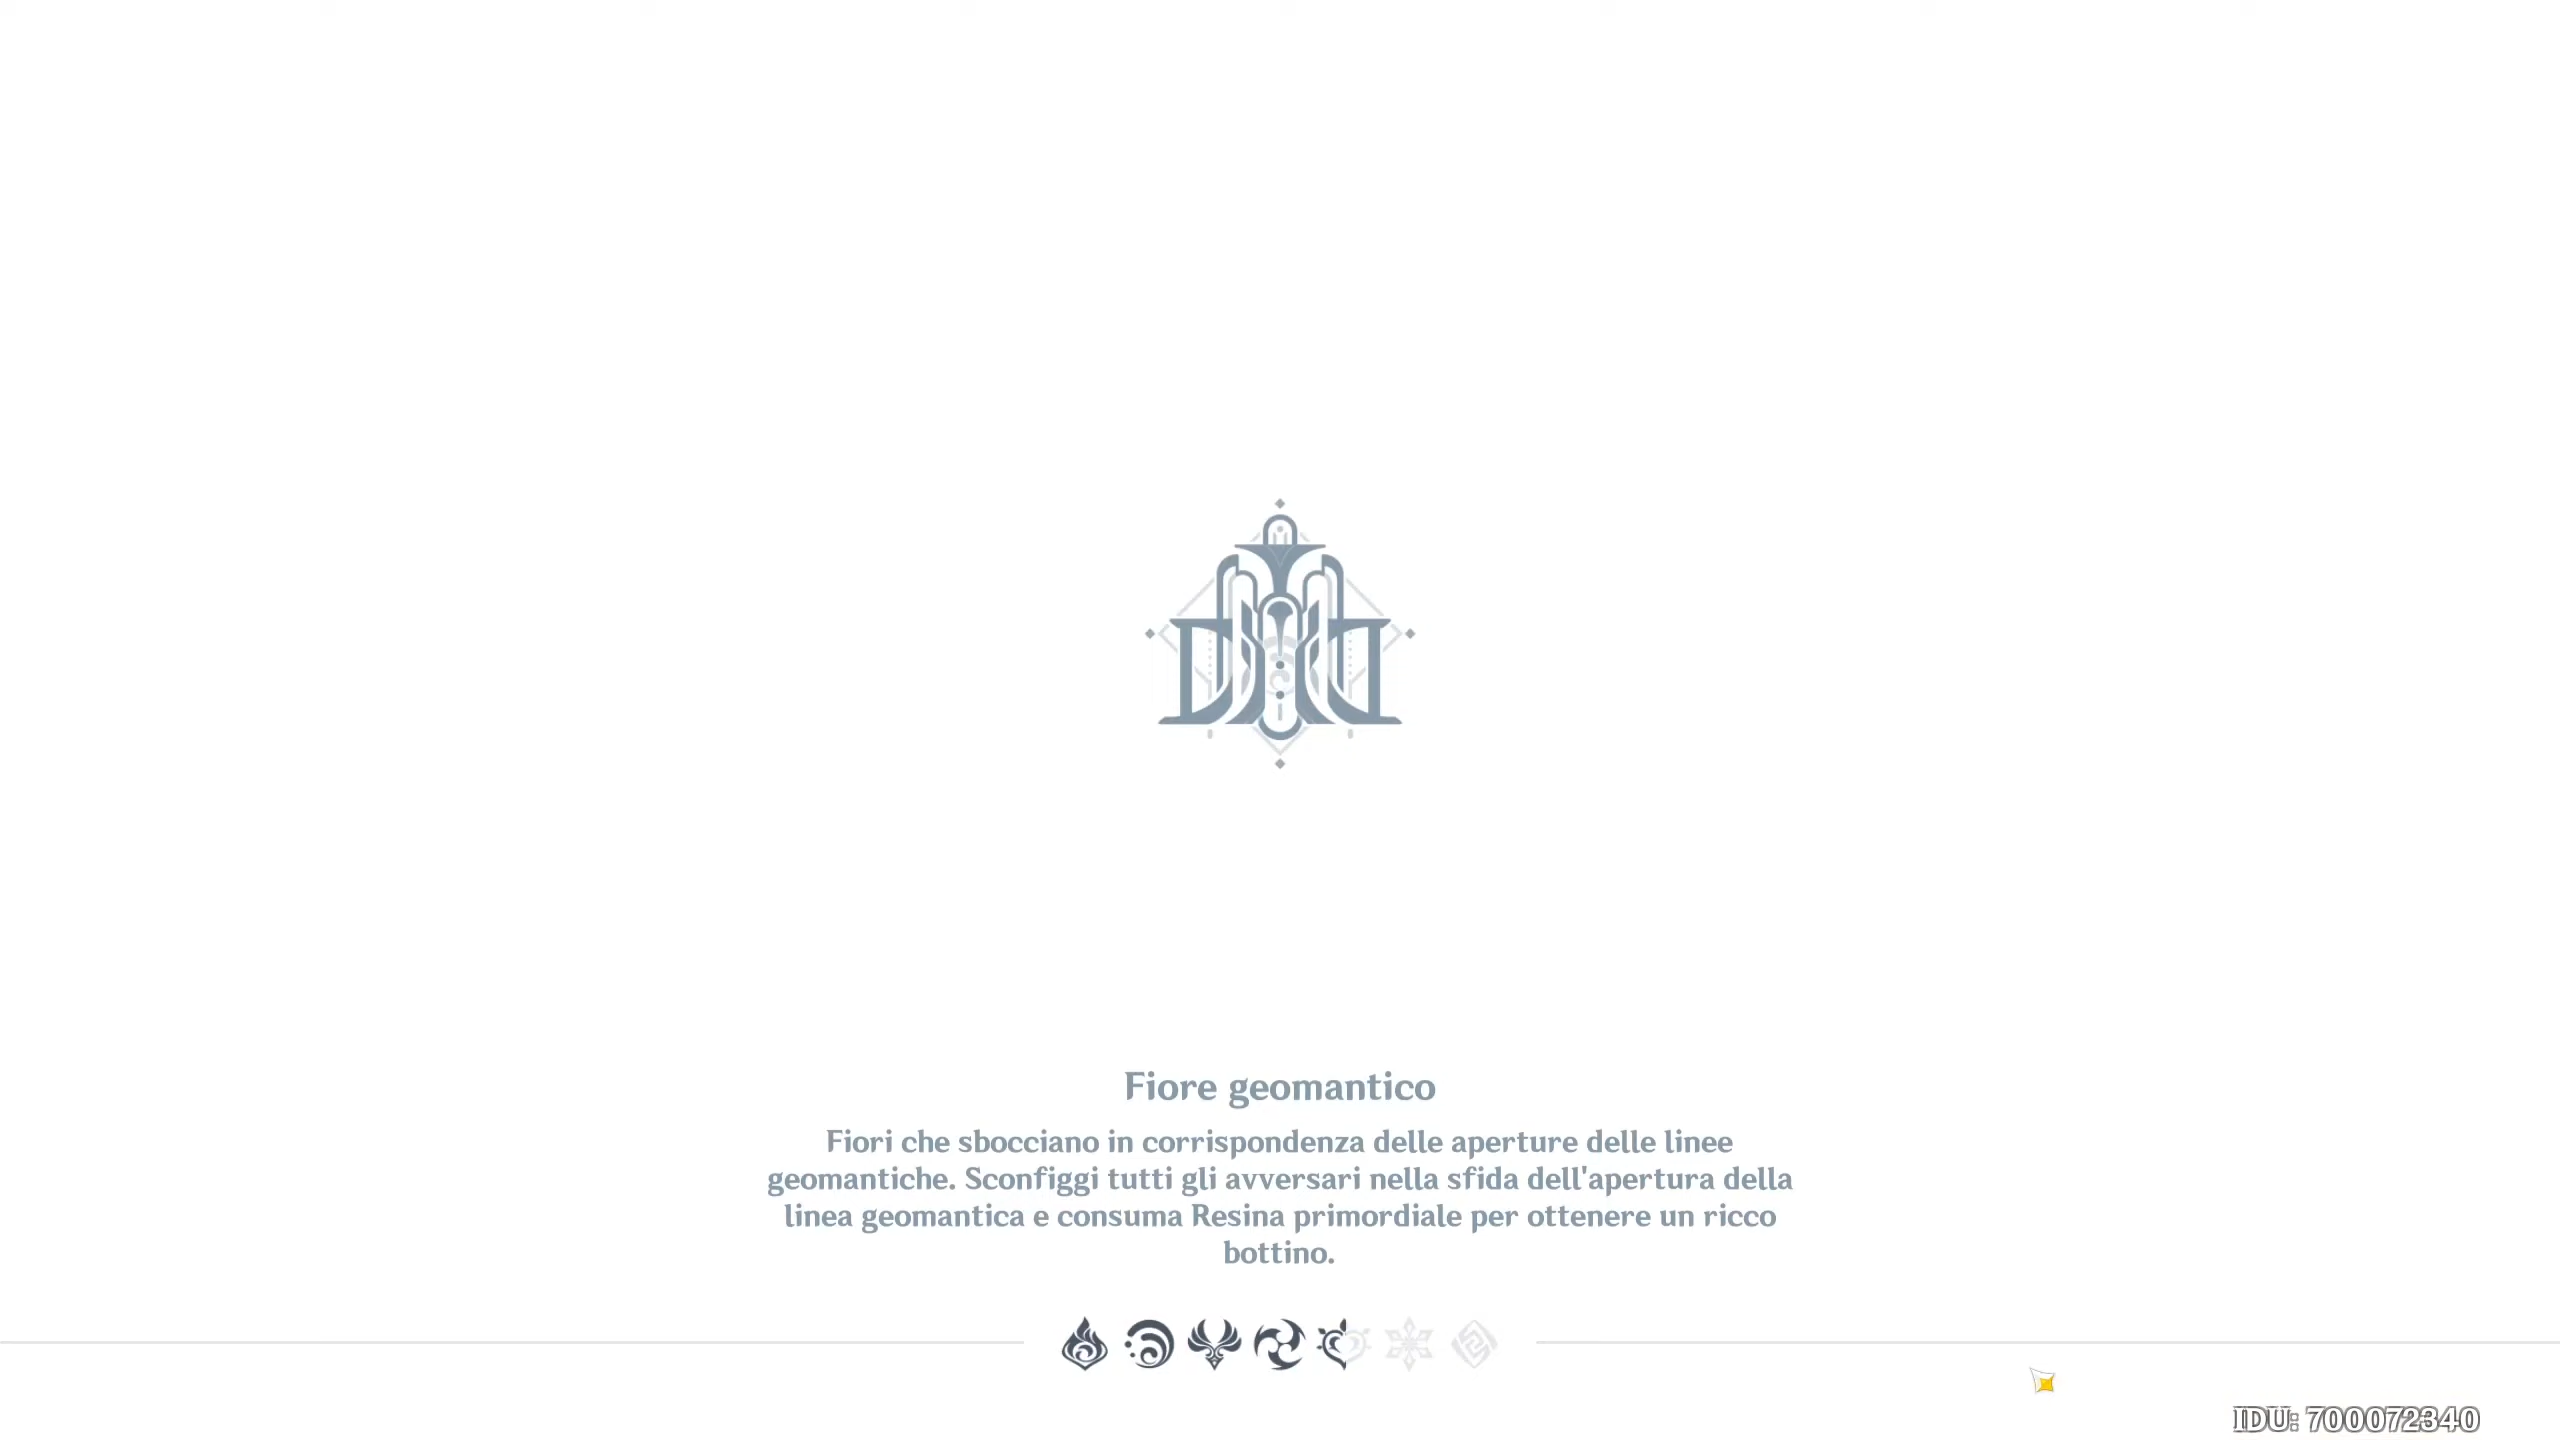 Fiore geomantico
Fiori che sbocciano in corrispondenza delle aperture delle linee
geomantiche. Sconfiggi tutti gli avversari nella sfida dell'apertura della
linea geomantica e consuma Resina primordiale per ottenere un ricco
bottino.
IDU: 700072340